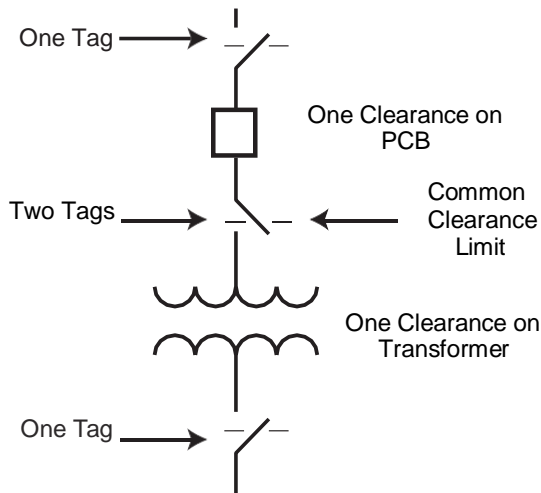 One Tag
One Clearance on
PCB
Two Tags
Common
Clearance
Limit
One Clearance on
Transformer
One Tag